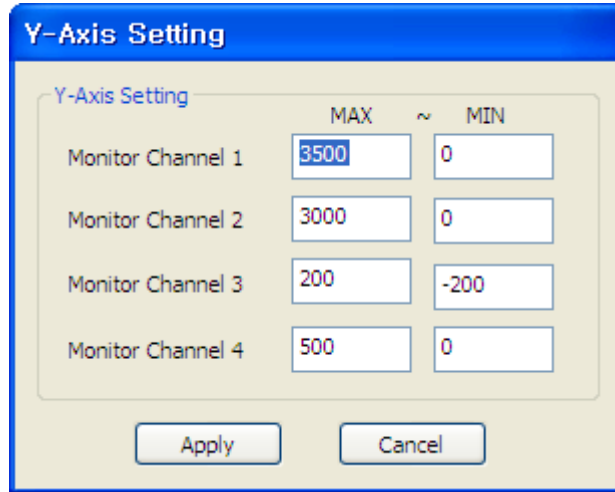 Y-Axis Setting
Y-Axis Setting
MAX ~ MIN
Monitor Channel 1 3500 0
Monitor Channel 2 3000 0
Monitor Channel 3 200 -200
Monitor Channel 4 500 0
Apply Cancel